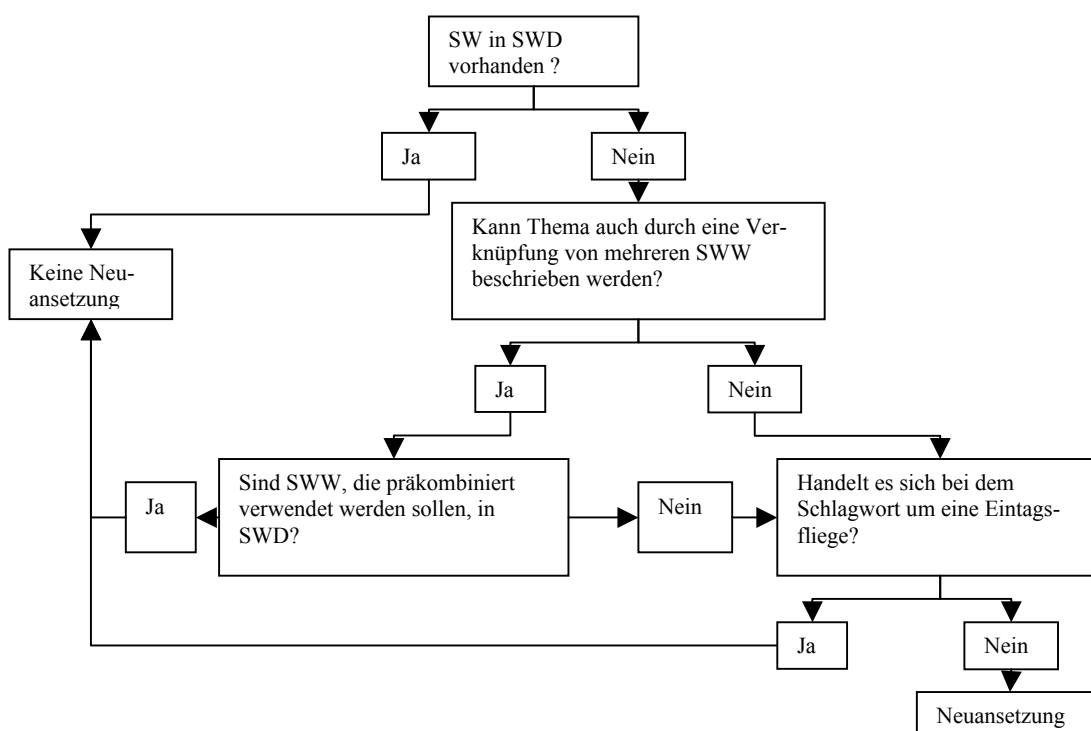 SW in SWD
vorhanden ?
Ja
Nein
Kann Thema auch durch eine Ver-
knüpfung von mehreren SWW
beschrieben werden?
Keine Neu-
ansetzung
Ja
Nein
Sind SWW, die präkombiniert
verwendet werden sollen, in
SWD?
Ja
Nein
Handelt es sich bei dem
Schlagwort um eine Eintags-
fliege?
Ja
Nein
Neuansetzung